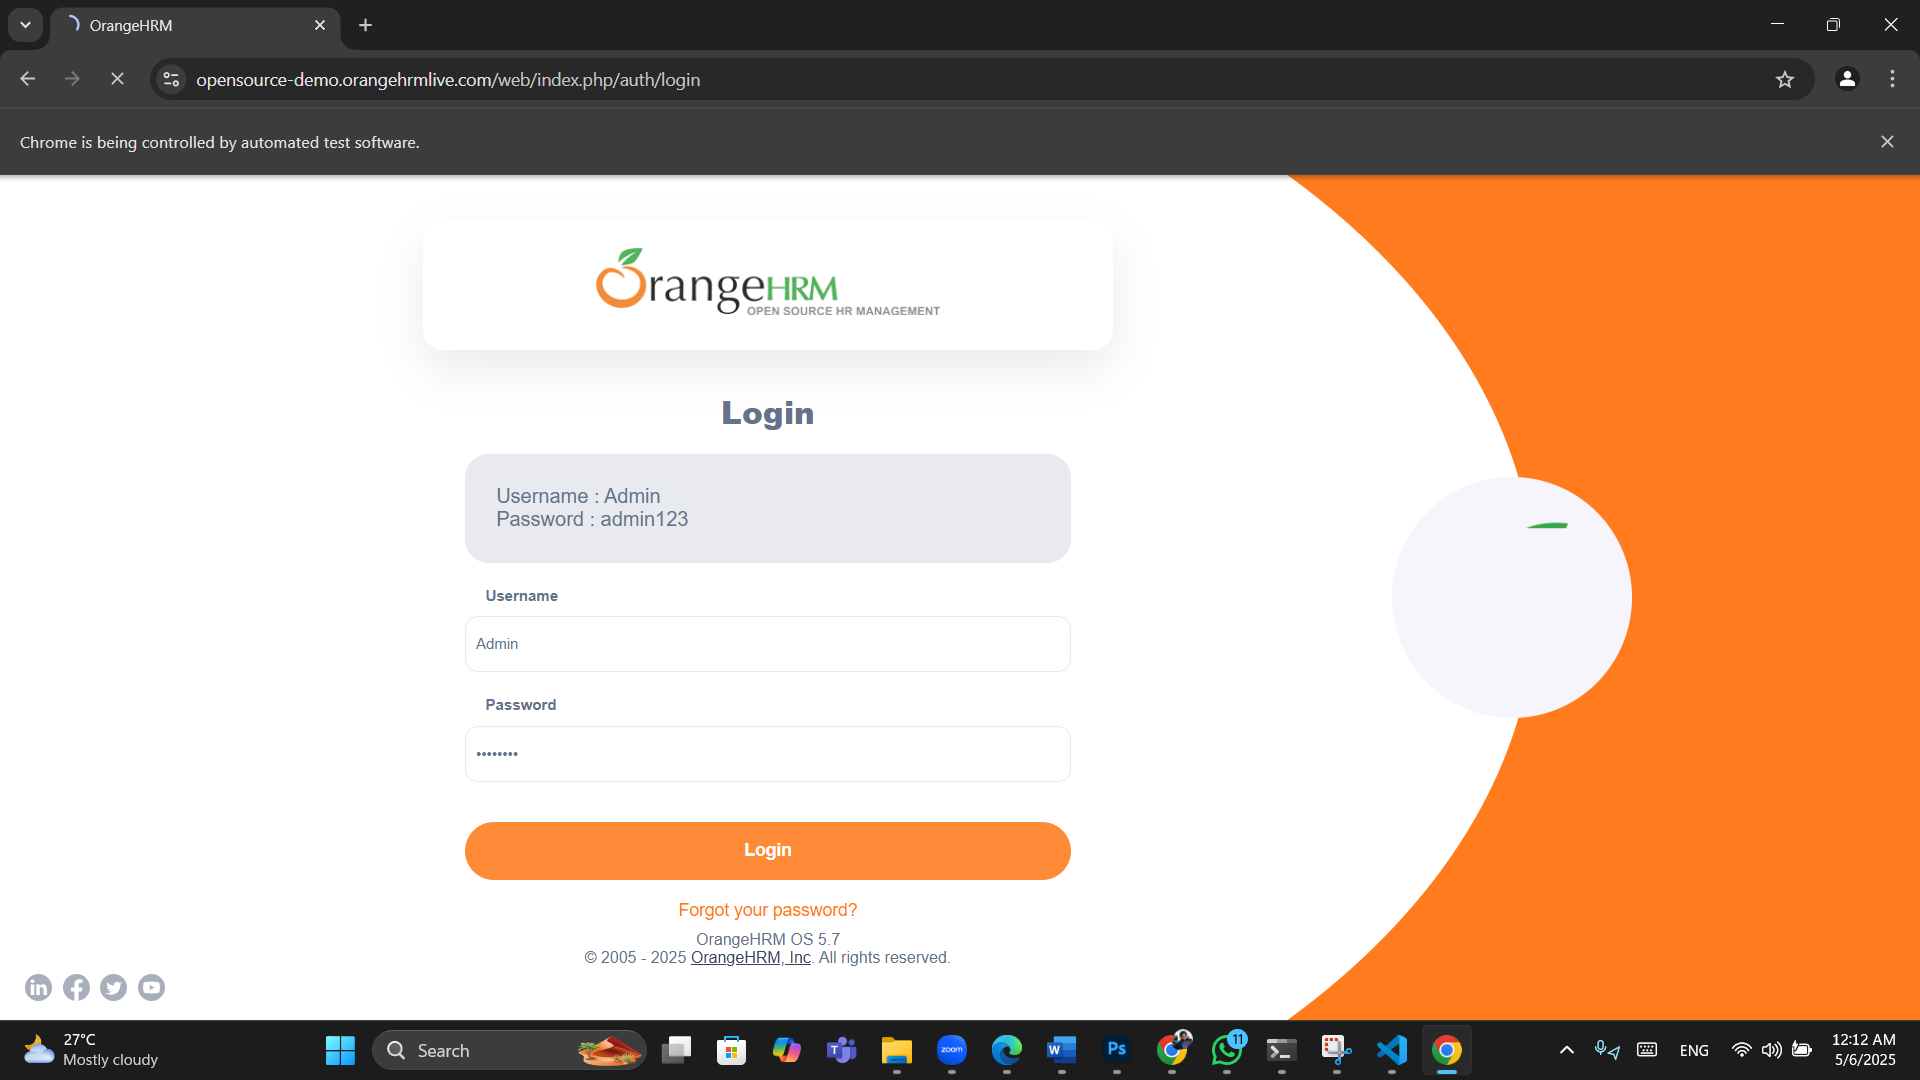 OrangeHRM
opensource-demo.orangehrmlive.com/web/index.php/auth/login
Chrome is being controlled by automated test software.
OrangeHRM
OPEN SOURCE HR MANAGEMENT
Login
Username : Admin
Password : admin123
Username
Admin
Password
••••••••
Login
Forgot your password?
OrangeHRM OS 5.7
© 2005 - 2025 OrangeHRM, Inc. All rights reserved.
27°C
Mostly cloudy
Search
T
zoom
W
Ps
11
ENG
12:12 AM
5/6/2025